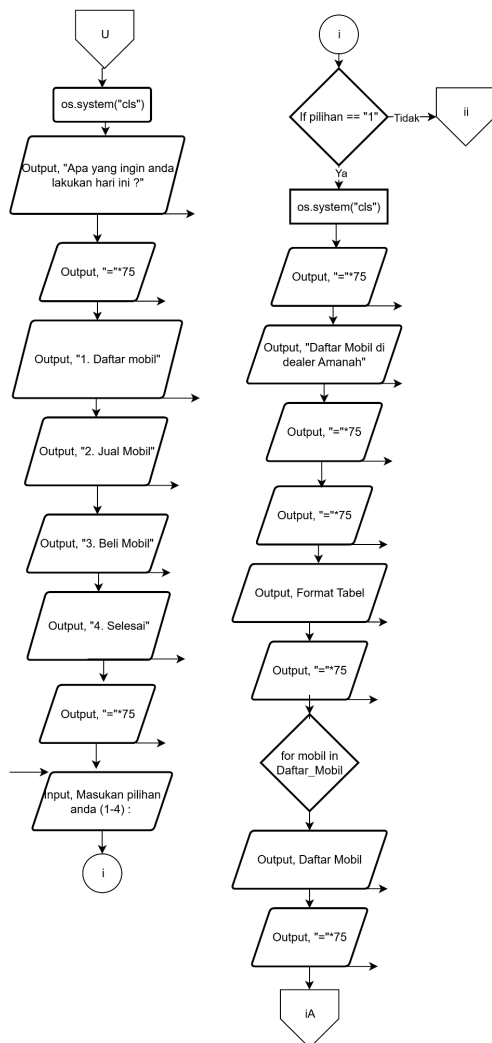 U
os.system("cls")
Output, "Apa yang ingin anda
lakukan hari ini ?"
Output, "="*75
Output, "1. Daftar mobil"
Output, "2. Jual Mobil"
Output, "3. Beli Mobil"
Output, "4. Selesai"
Output, "="*75
Input, Masukan pilihan
anda (1-4) :
i
i
If pilihan == "1"
Tidak
ii
Ya
os.system("cls")
Output, "="*75
Output, "Daftar Mobil di
dealer Amanah"
Output, "="*75
Output, "="*75
Output, Format Tabel
Output, "="*75
for mobil in
Daftar_Mobil
Output, Daftar Mobil
Output, "="*75
iA